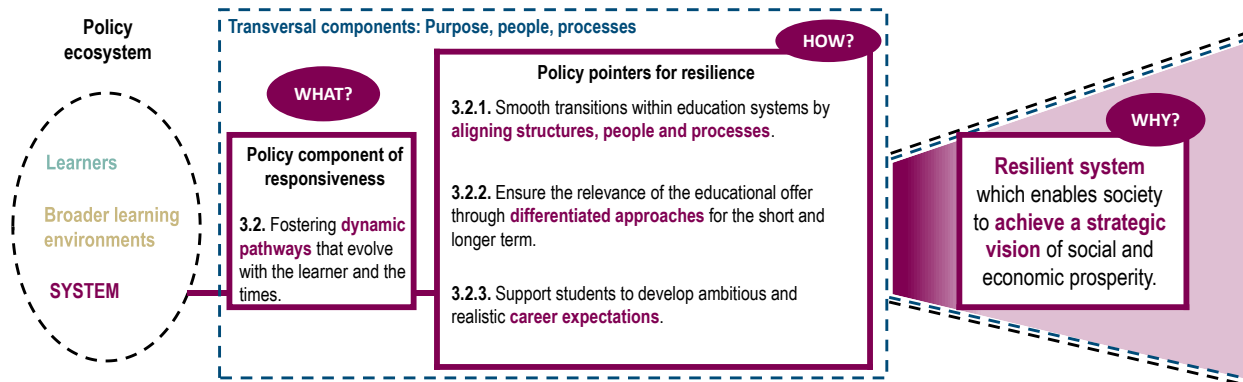 Policy
ecosystem
Learners
Broader learning
environments
SYSTEM
Transversal components: Purpose, people, processes
WHAT?
Policy component of
responsiveness
3.2. Fostering dynamic
pathways that evolve
with the learner and the
times.
HOW?
Policy pointers for resilience
3.2.1. Smooth transitions within education systems by
aligning structures, people and processes.
3.2.2. Ensure the relevance of the educational offer
through differentiated approaches for the short and
longer term.
3.2.3. Support students to develop ambitious and
realistic career expectations.
WHY?
Resilient system
which enables society
to achieve a strategic
vision of social and
economic prosperity.